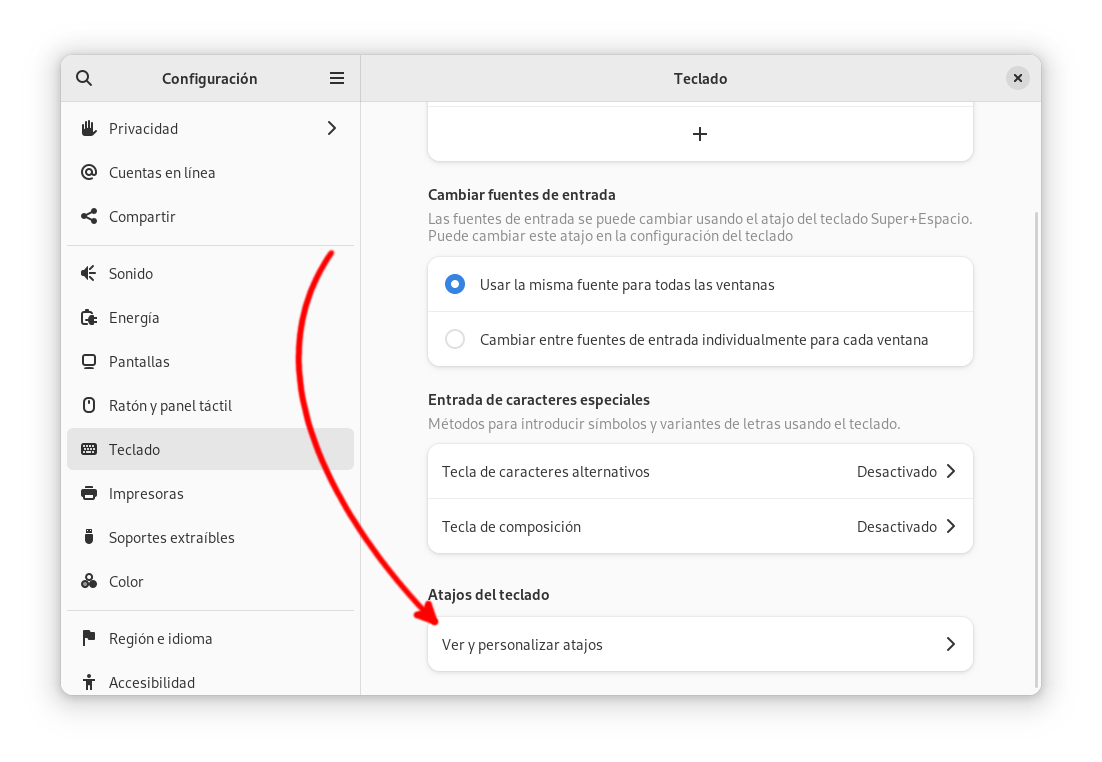 Configuración
Teclado
Privacidad
Cuentas en línea
Compartir
Sonido
Energía
Pantallas
Ratón y panel táctil
Teclado
Impresoras
Soportes extraíbles
Color
Región e idioma
Accesibilidad
Cambiar fuentes de entrada
Las fuentes de entrada se puede cambiar usando el atajo del teclado Super+Espacio.
Puede cambiar este atajo en la configuración del teclado
Usar la misma fuente para todas las ventanas
Cambiar entre fuentes de entrada individualmente para cada ventana
Entrada de caracteres especiales
Métodos para introducir símbolos y variantes de letras usando el teclado.
Tecla de caracteres alternativos Desactivado
Tecla de composición Desactivado
Atajos del teclado
Ver y personalizar atajos